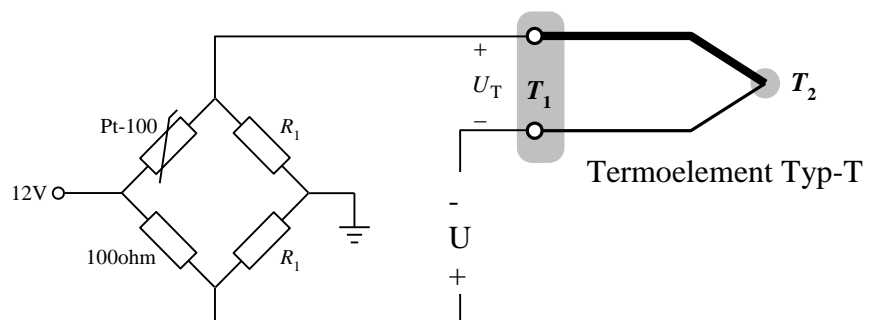 +
U_T
T_1
T_2
–
Pt-100
R_1
Termoelement Typ-T
12V
-
U
+
100ohm
R_1